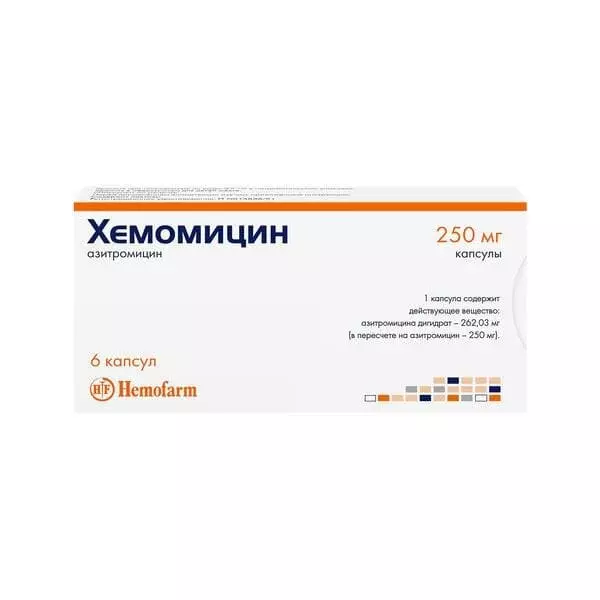 Хемомицин
азитромицин
250 мг
капсулы
1 капсула содержит
действующее вещество:
азитромицина дигидрат – 262,03 мг
(в пересчете на азитромицин – 250 мг).
6 капсул
HF Hemofarm